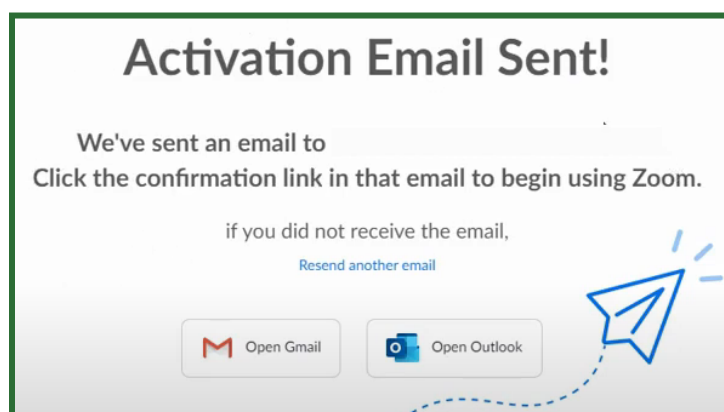 Activation Email Sent!
We've sent an email to
Click the confirmation link in that email to begin using Zoom.
if you did not receive the email,
Resend another email
Open Gmail
Open Outlook